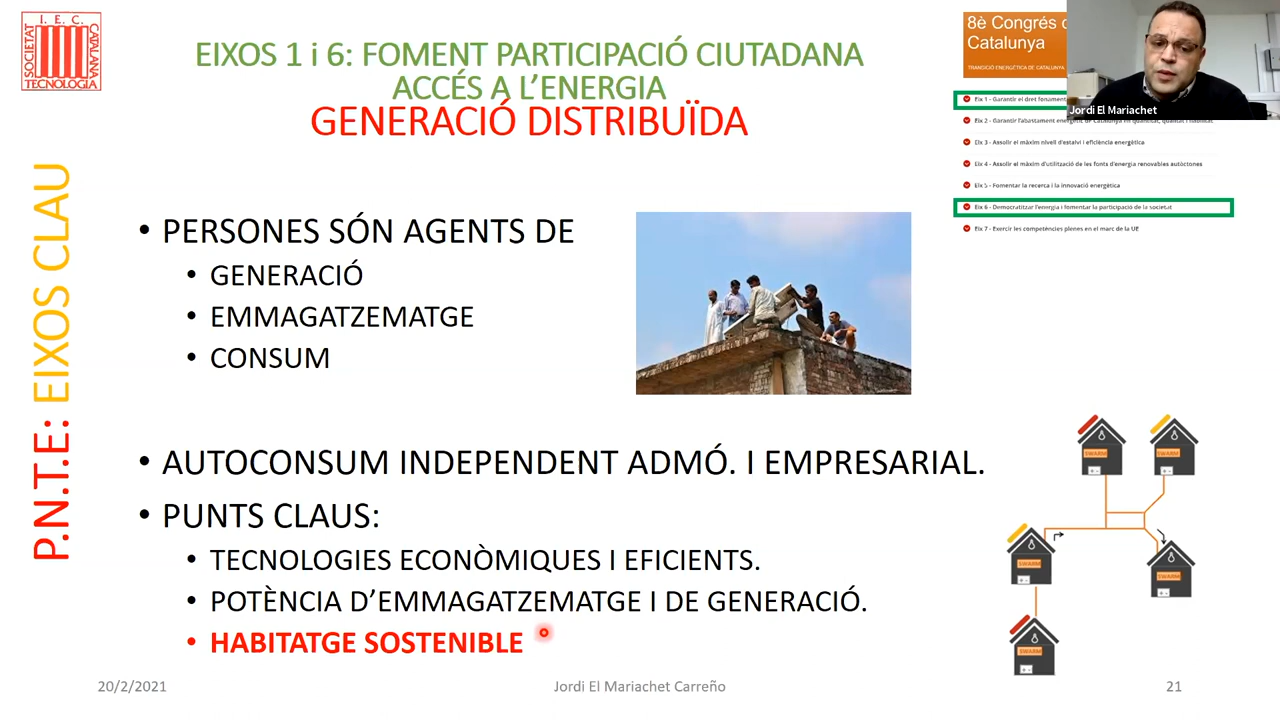 I. E. C.
SOCIETAT
CATALANA
TECNOLOGIA
EIXOS 1 i 6: FOMENT PARTICIPACIÓ CIUTADANA
ACCÉS A L’ENERGIA
GENERACIÓ DISTRIBUÏDA
8è Congrés
Catalunya
TRANSICIÓ ENERGÈTICA DE CATALUNYA
Jordi El Mariachet
Eix 1 - Garantir el dret
Eix 2 - Garantir l'abastament energètic de Catalunya en quantitat, qualitat i fiabilitat.
Eix 3 - Assolir el màxim nivell d'estalvi i eficiència energètica
Eix 4 - Assolir el màxim d'utilització de les fonts d'energia renovables autòctones
Eix 5 - Fomentar la recerca i la innovació energètica
Eix 6 - Democratitzar l'energia i fomentar la participació de la societat
Eix 7 - Exercir les competències plenes en el marc de la UE
P.N.T.E: EIXOS CLAU
• PERSONES SÓN AGENTS DE
• GENERACIÓ
• EMMAGATZEMATGE
• CONSUM
• AUTOCONSUM INDEPENDENT ADMÓ. I EMPRESARIAL.
• PUNTS CLAUS:
• TECNOLOGIES ECONÒMIQUES I EFICIENTS.
• POTÈNCIA D’EMMAGATZEMATGE I DE GENERACIÓ.
• HABITATGE SOSTENIBLE
SWARM
SWARM
SWARM
SWARM
SWARM
20/2/2021
Jordi El Mariachet Carreño
21